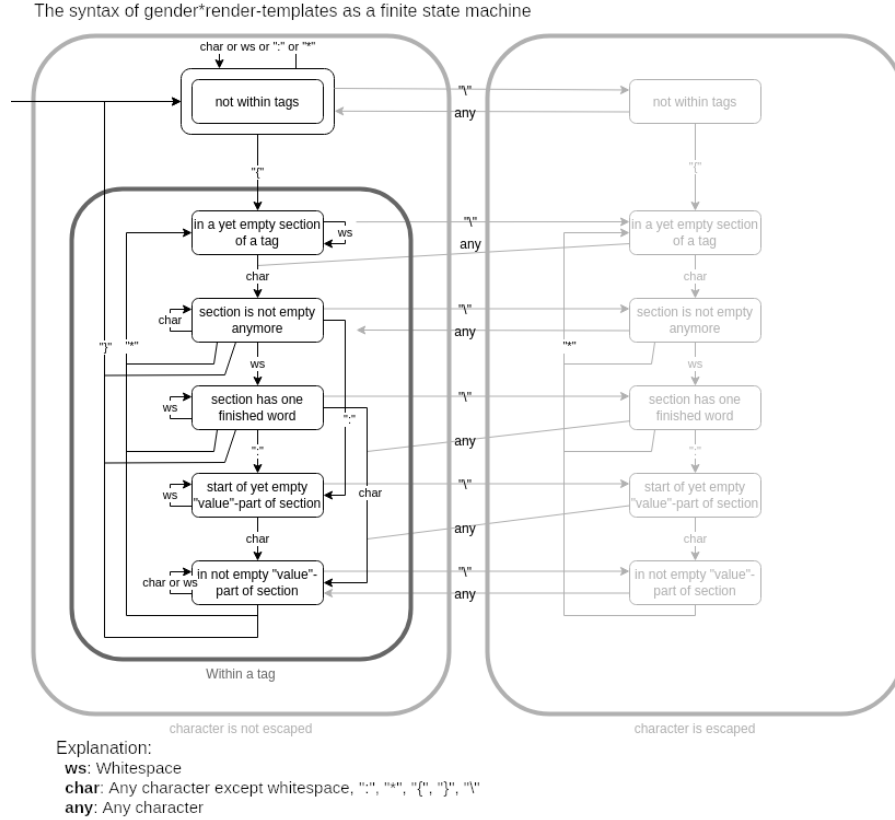 The syntax of gender*render-templates as a finite state machine
char or ws or ":" or "*"
not within tags
"\"
any
not within tags
"{"
"{"
in a yet empty section
of a tag
ws
"\"
any
in a yet empty section
of a tag
char
char
char
section is not empty
anymore
"\"
any
section is not empty
anymore
"}"
"*"
"*"
ws
ws
ws
section has one
finished word
":"
"\"
any
section has one
finished word
":"
":"
ws
start of yet empty
"value"-part of section
char
"\"
any
start of yet empty
"value"-part of section
char
char
char or ws
in not empty "value"-
part of section
"\"
any
in not empty "value"-
part of section
Within a tag
character is not escaped
character is escaped
Explanation:
ws: Whitespace
char: Any character except whitespace, ":", "*", "{", "}", "\"
any: Any character